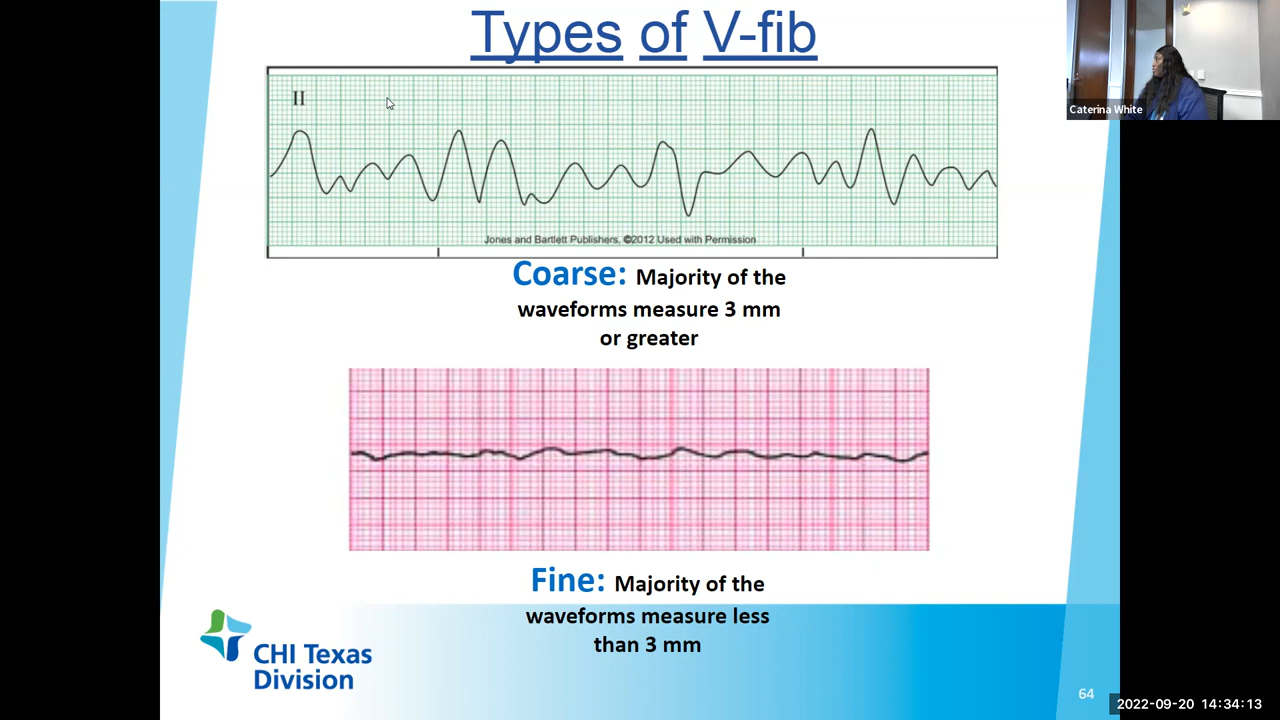 Types of V-fib
Caterina White
II
Jones and Bartlett Publishers, ©2012 Used with Permission
Coarse: Majority of the
waveforms measure 3 mm
or greater
Fine: Majority of the
waveforms measure less
than 3 mm
CHI Texas
Division
64
2022-09-20 14:34:13